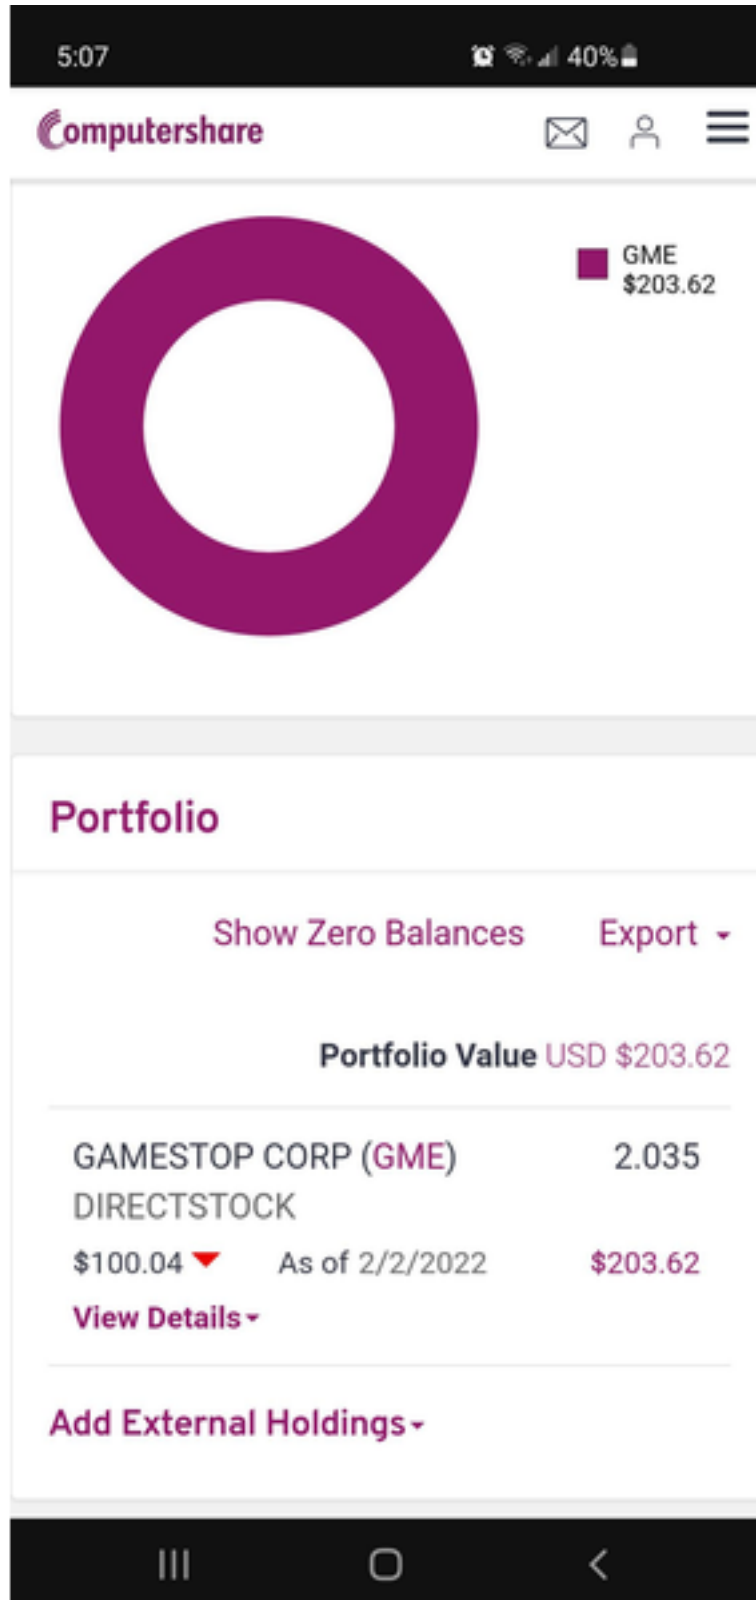 5:07 40%
Computershare
GME
$203.62
Portfolio
Show Zero Balances Export
Portfolio Value USD $203.62
GAMESTOP CORP (GME) 2.035
DIRECTSTOCK
$100.04 As of 2/2/2022 $203.62
View Details
Add External Holdings